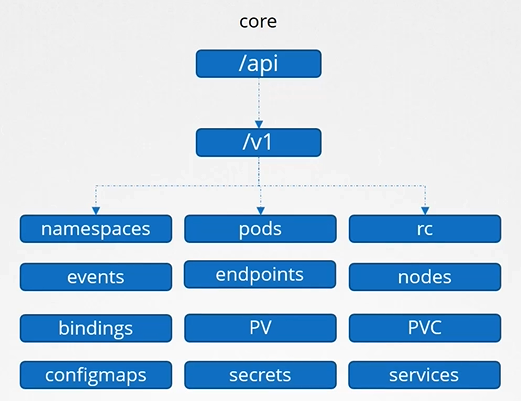 core
/api
/v1
namespaces pods rc
events endpoints nodes
bindings PV PVC
configmaps secrets services